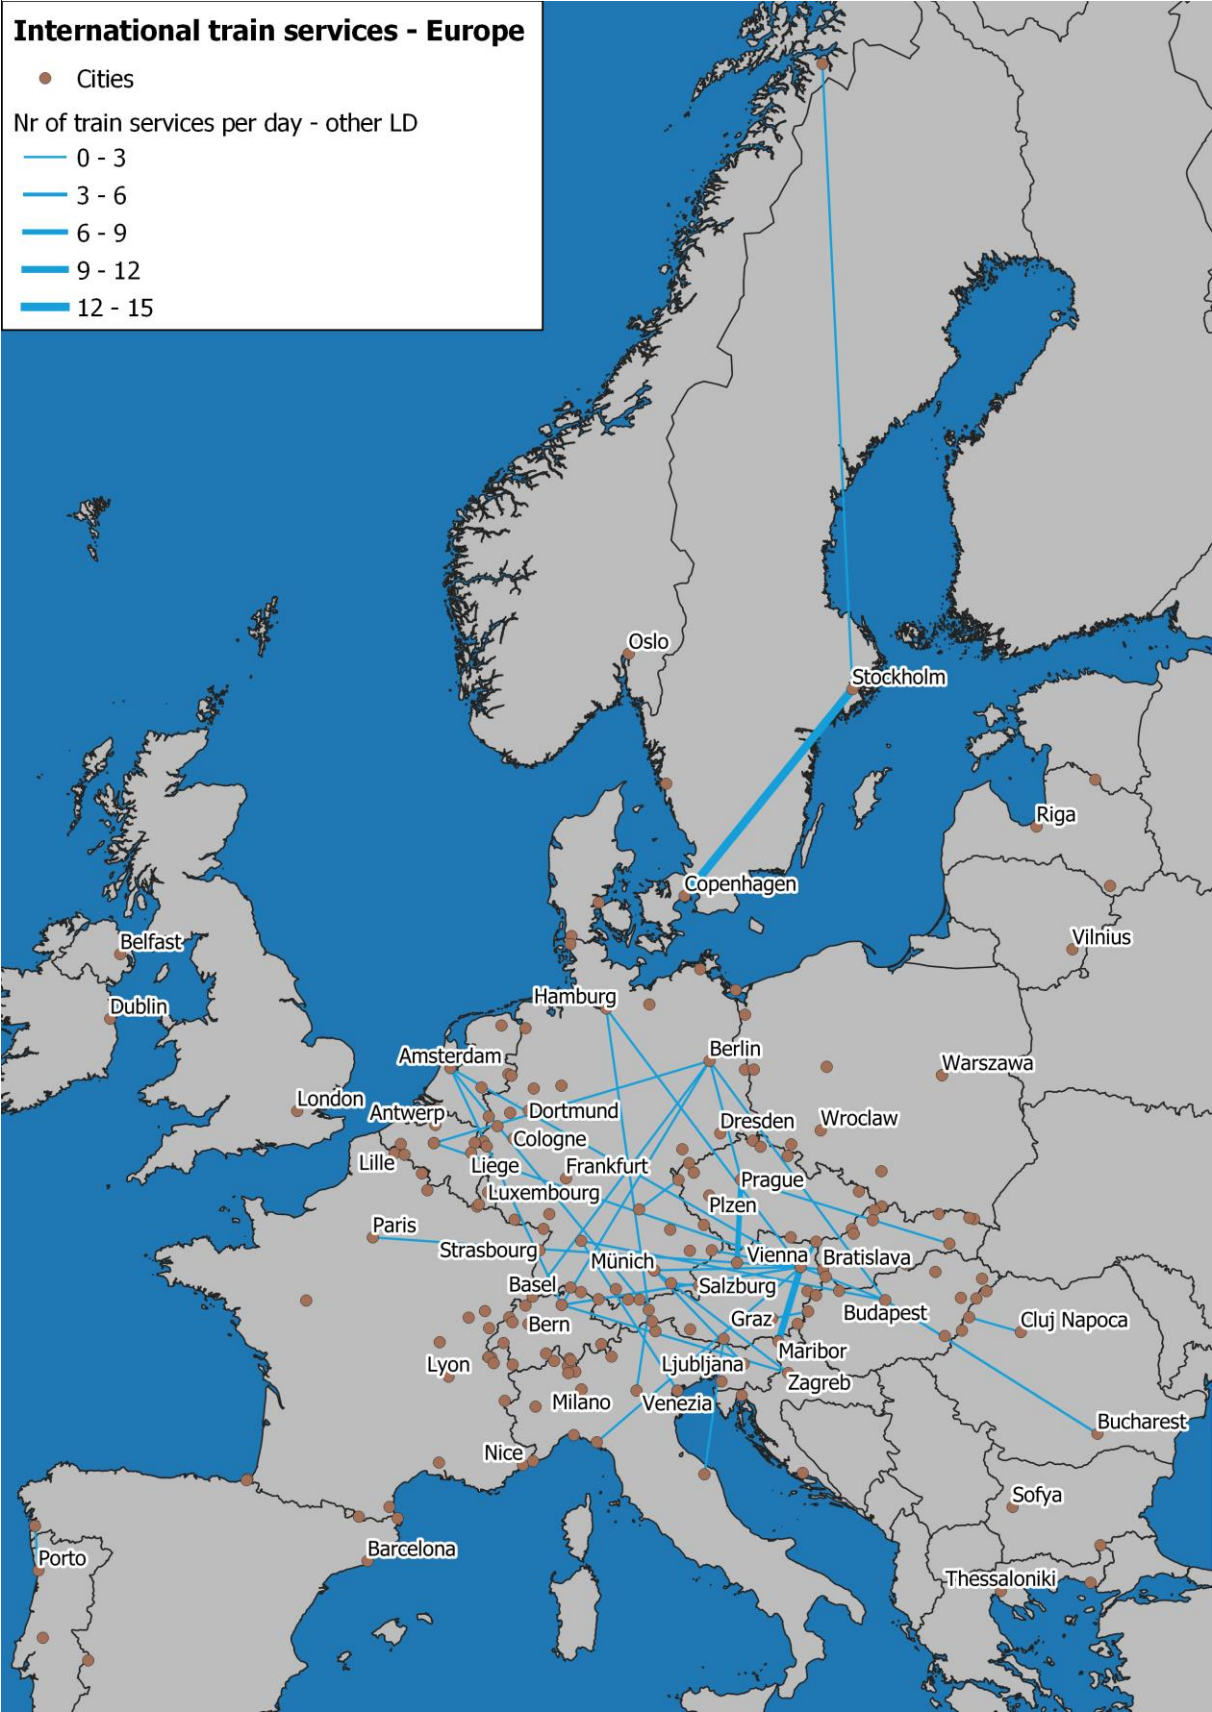 International train services - Europe
Cities
Nr of train services per day - other LD
0 - 3
3 - 6
6 - 9
9 - 12
12 - 15
Oslo
Stockholm
Riga
Copenhagen
Belfast
Vilnius
Hamburg
Dublin
Berlin
Amsterdam
Warszawa
London
Antwerp
Dortmund
Dresden
Wroclaw
Cologne
Lille
Liege
Frankfurt
Prague
Luxembourg
Plzen
Paris
Strasbourg
Münich
Vienna
Bratislava
Basel
Salzburg
Budapest
Bern
Graz
Cluj Napoca
Maribor
Lyon
Ljubljana
Zagreb
Milano
Venezia
Bucharest
Nice
Sofya
Barcelona
Porto
Thessaloniki